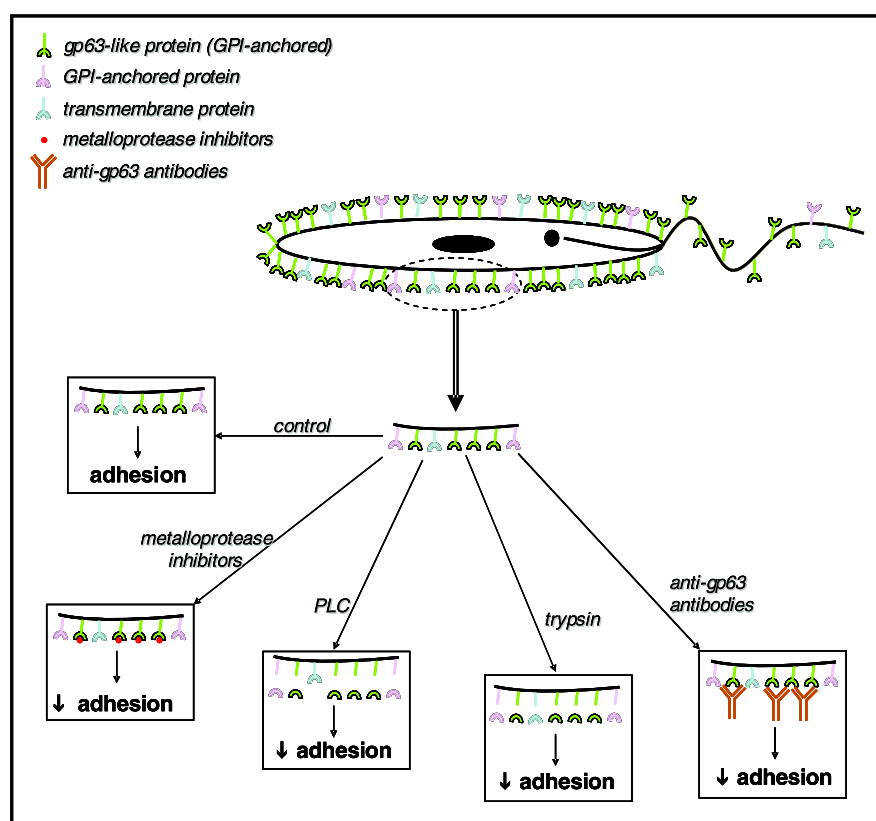 gp63-like protein (GPI-anchored)
GPI-anchored protein
transmembrane protein
metalloprotease inhibitors
anti-gp63 antibodies
control
adhesion
metalloprotease
inhibitors
↓ adhesion
PLC
↓ adhesion
trypsin
↓ adhesion
anti-gp63
antibodies
↓ adhesion